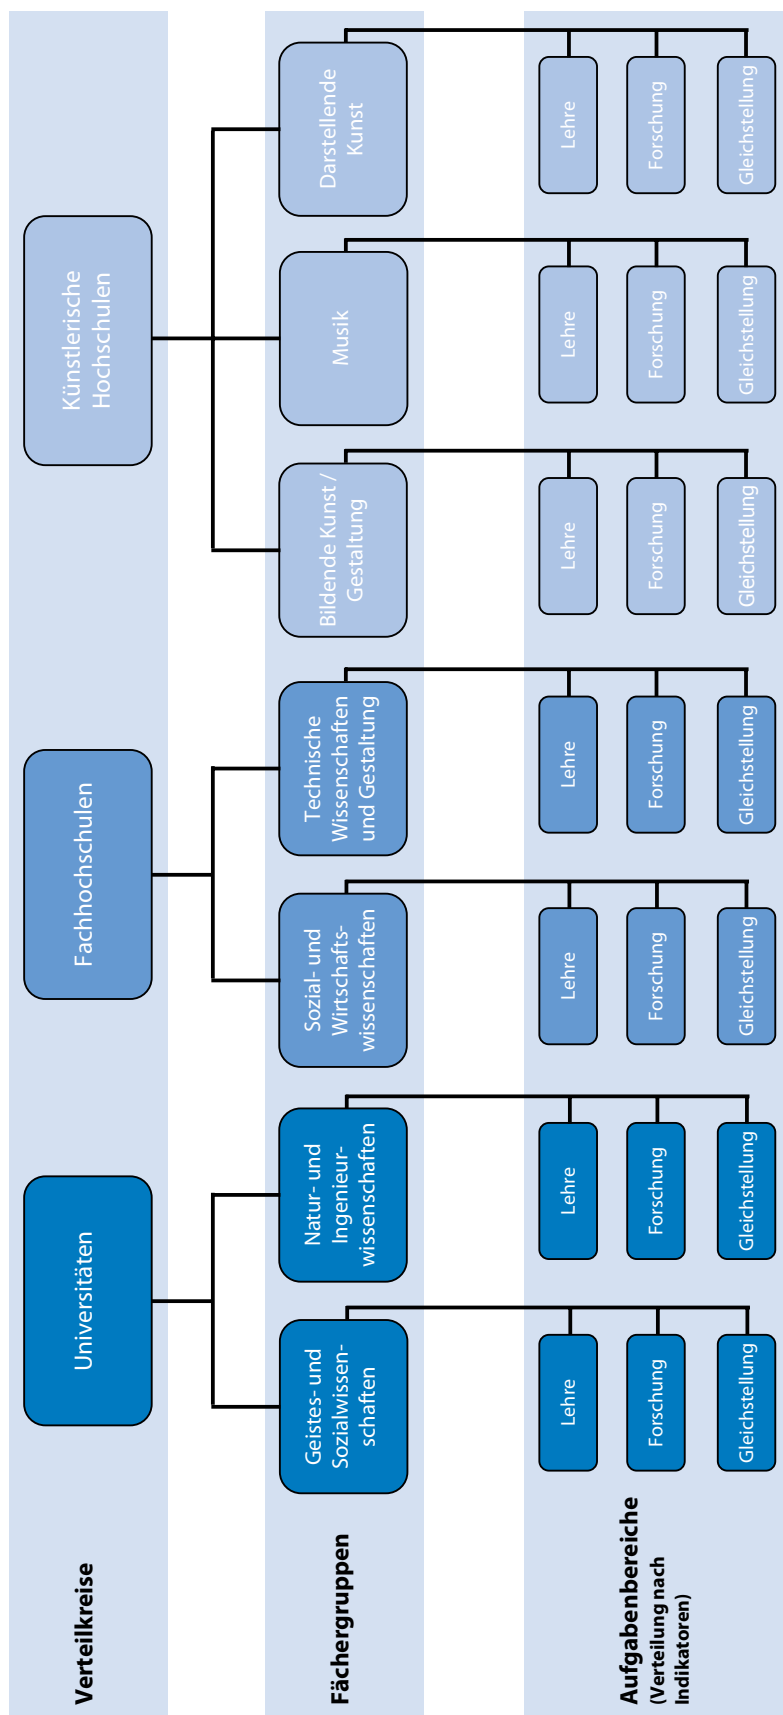 Verteilkreise
Universitäten
Fachhochschulen
Künstlerische
Hochschulen
Fächergruppen
Geistes- und
Sozialwissen-
schaften
Natur- und
Ingenieur-
wissenschaften
Sozial- und
Wirtschafts-
wissenschaften
Technische
Wissenschaften
und Gestaltung
Bildende Kunst /
Gestaltung
Musik
Darstellende
Kunst
Aufgabenbereiche
(Verteilung nach
Indikatoren)
Lehre
Forschung
Gleichstellung
Lehre
Forschung
Gleichstellung
Lehre
Forschung
Gleichstellung
Lehre
Forschung
Gleichstellung
Lehre
Forschung
Gleichstellung
Lehre
Forschung
Gleichstellung
Lehre
Forschung
Gleichstellung